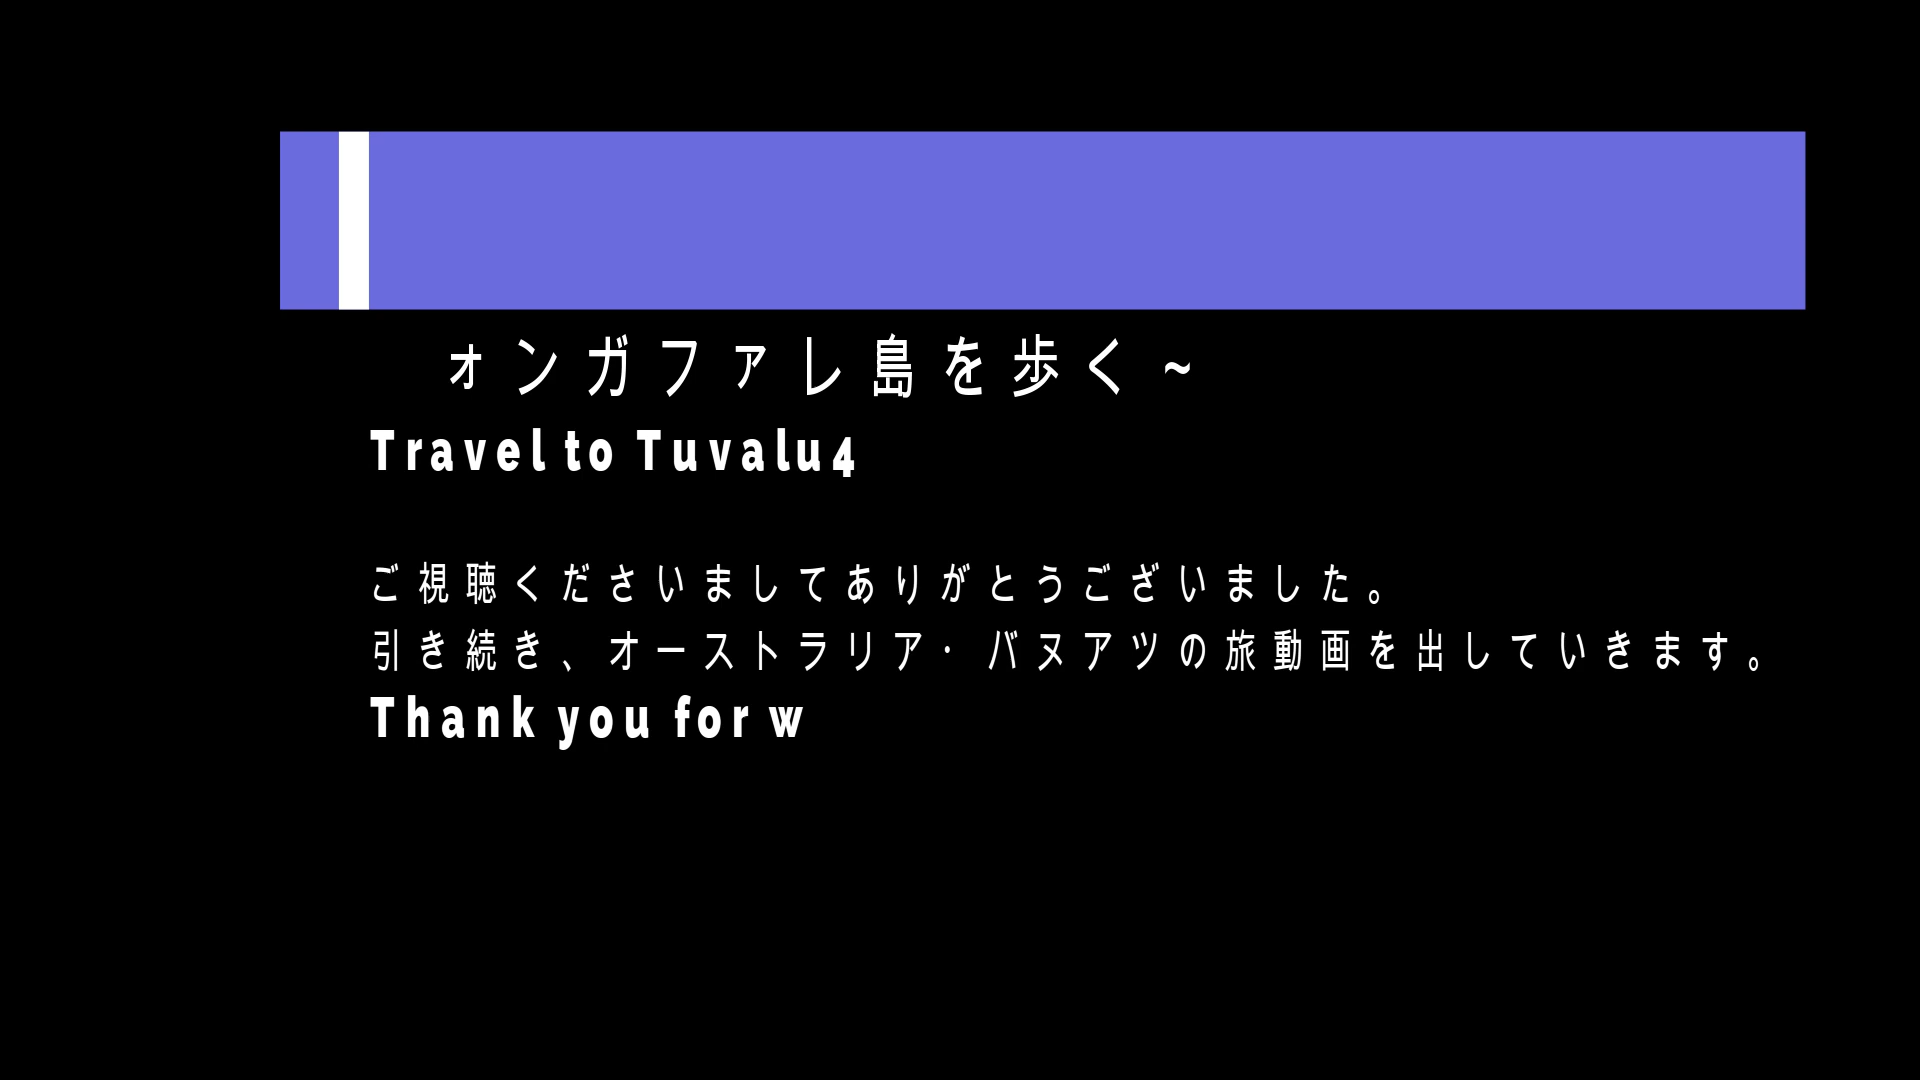 ォンガファレ島を歩く~
Travel to Tuvalu4
ご視聴くださいましてありがとうございました。
引き続き、オーストラリア・バヌアツの旅動画を出していきます。
Thank you for w